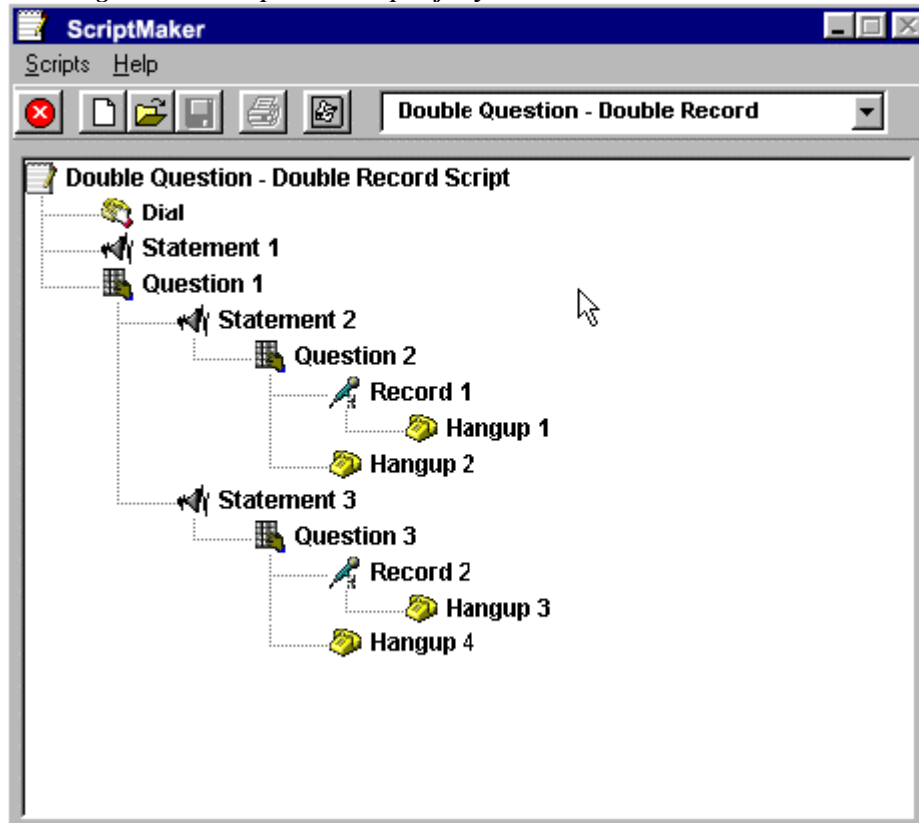 ScriptMaker
Scripts Help
Double Question - Double Record
Double Question - Double Record Script
Dial
Statement 1
Question 1
Statement 2
Question 2
Record 1
Hangup 1
Hangup 2
Statement 3
Question 3
Record 2
Hangup 3
Hangup 4